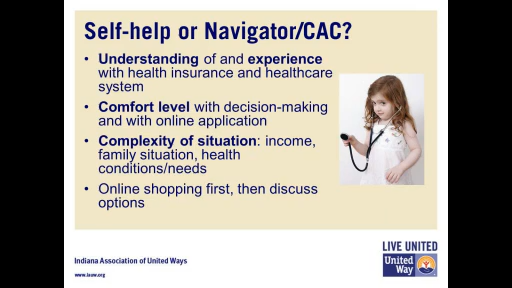 Self-help or Navigator/CAC?
• Understanding of and experience
with health insurance and healthcare
system
• Comfort level with decision-making
and with online application
• Complexity of situation: income,
family situation, health
conditions/needs
• Online shopping first, then discuss
options
LIVE UNITED
United
Way
Indiana Association of United Ways
www.iauw.org